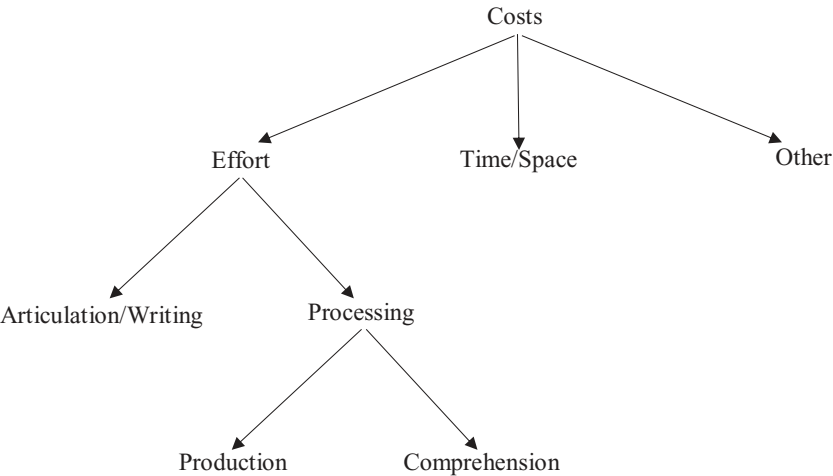 Costs
Effort
Time/Space
Other
Articulation/Writing
Processing
Production
Comprehension